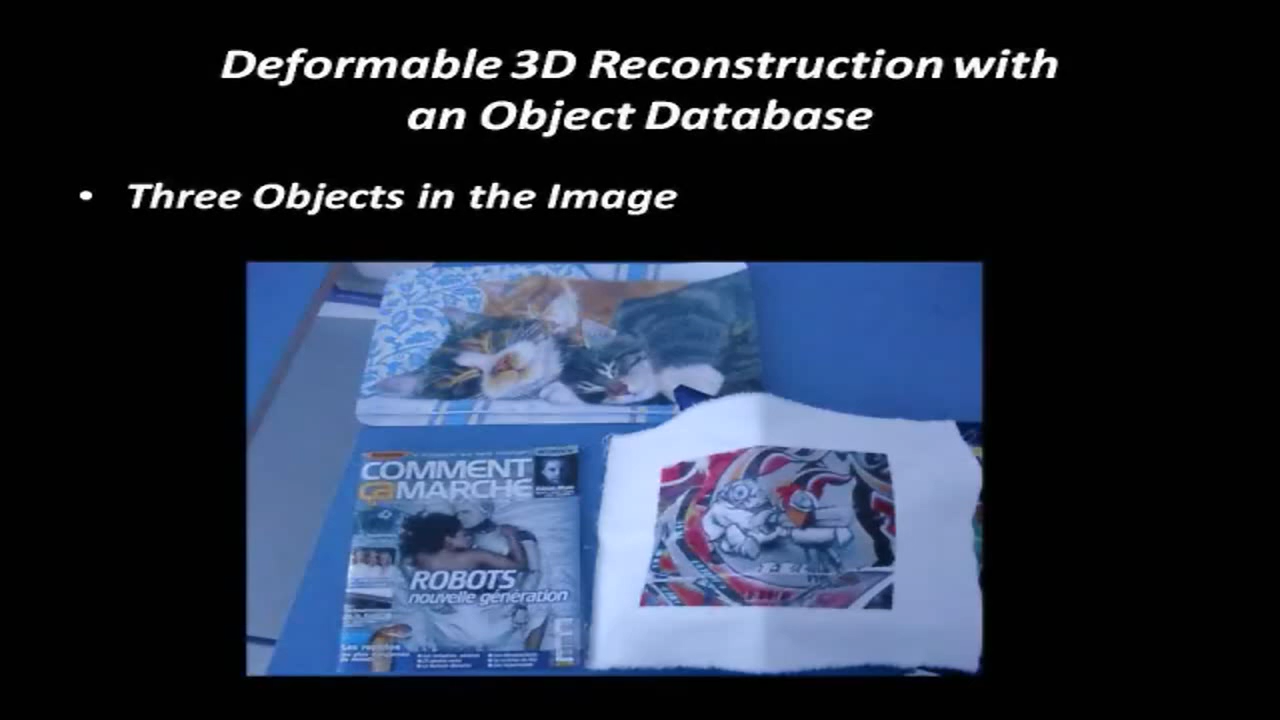 Deformable 3D Reconstruction with
an Object Database
• Three Objects in the Image
COMMENT
ça MARCHE
ROBOTS
nouvelle génération